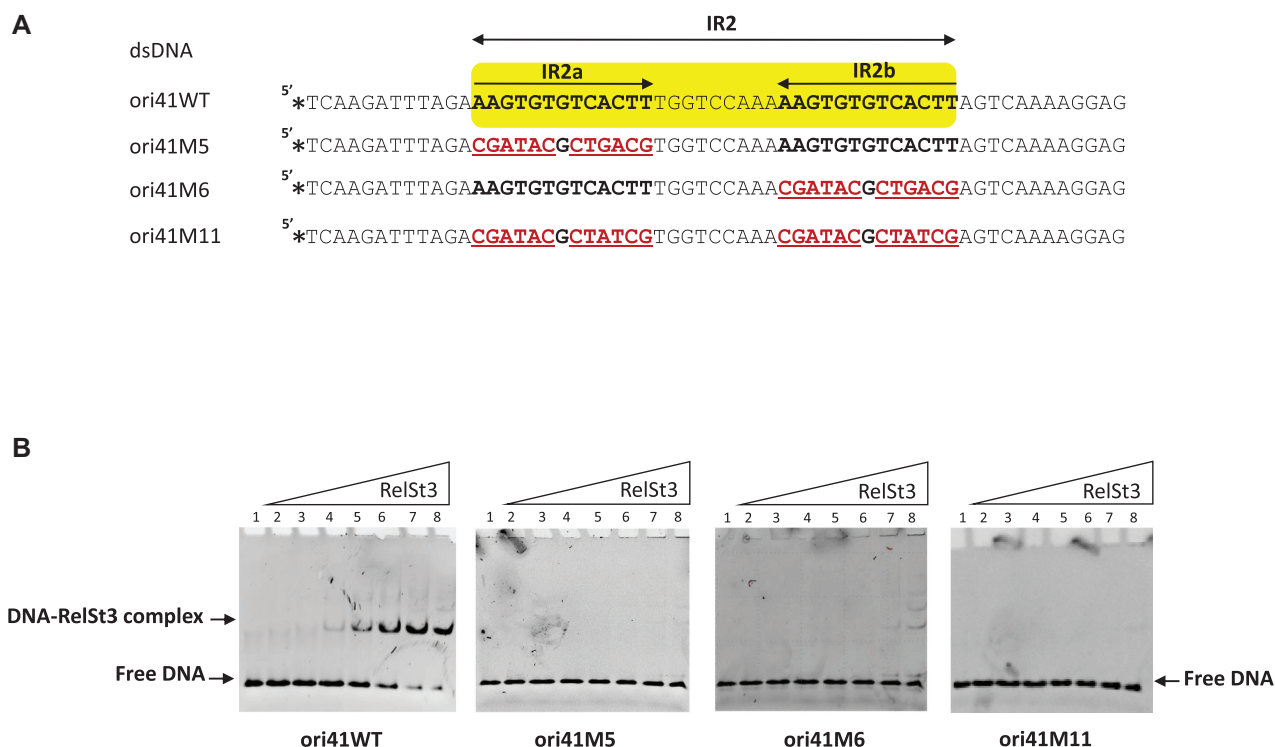 A
IR2
dsDNA
IR2a IR2b
ori41WT 5′ *TCAAGATTTAGAAAGTGTGTCACTTTGGTCCAAAAAGTGTGTCACTTAGTCAAAAGGAG
ori41M5 5′ *TCAAGATTTAGACGATACGCTGACGTGGTCCAAAAAGTGTGTCACTTAGTCAAAAGGAG
ori41M6 5′ *TCAAGATTTAGAAAGTGTGTCACTTTGGTCCAAACGATACGCTGACGAGTCAAAAGGAG
ori41M11 5′ *TCAAGATTTAGACGATACGCTATCGTGGTCCAAACGATACGCTATCGAGTCAAAAGGAG
B
RelSt3 RelSt3 RelSt3 RelSt3
1 2 3 4 5 6 7 8 1 2 3 4 5 6 7 8 1 2 3 4 5 6 7 8 1 2 3 4 5 6 7 8
DNA-RelSt3 complex
Free DNA Free DNA
ori41WT ori41M5 ori41M6 ori41M11